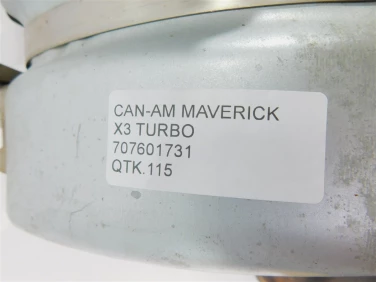 CAN-AM MAVERICK
X3 TURBO
707601731
QTK.115